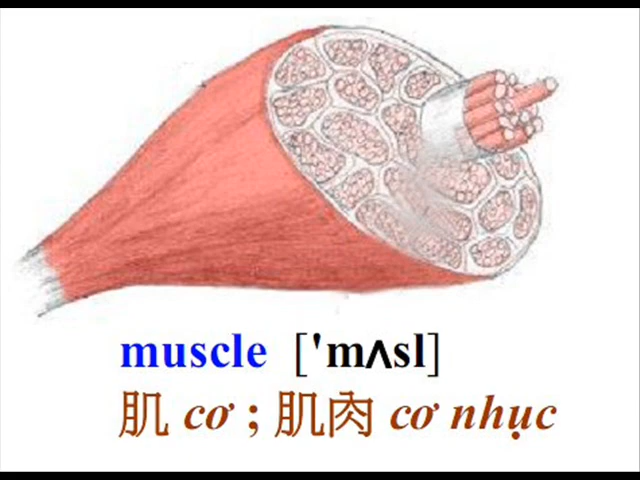 muscle ['mʌsl]
肌 cơ ; 肌肉 cơ nhục